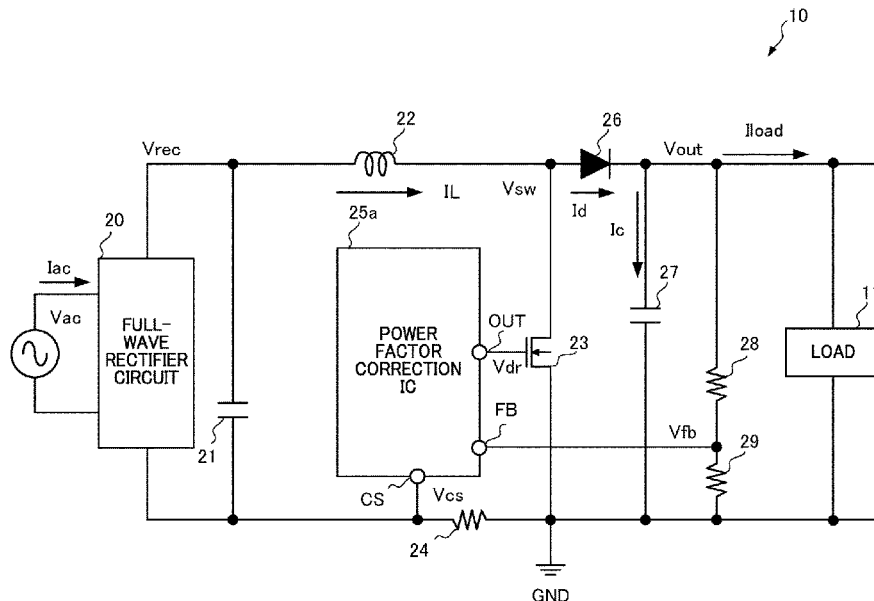 10
22
26
Vrec
Vout
Iload
IL
Vsw
Id
25a
20
Ic
Iac
27
11
Vac
FULL-
WAVE
RECTIFIER
CIRCUIT
POWER
FACTOR
CORRECTION
IC
OUT
Vdr
23
28
LOAD
FB
Vfb
21
29
CS
Vcs
24
GND